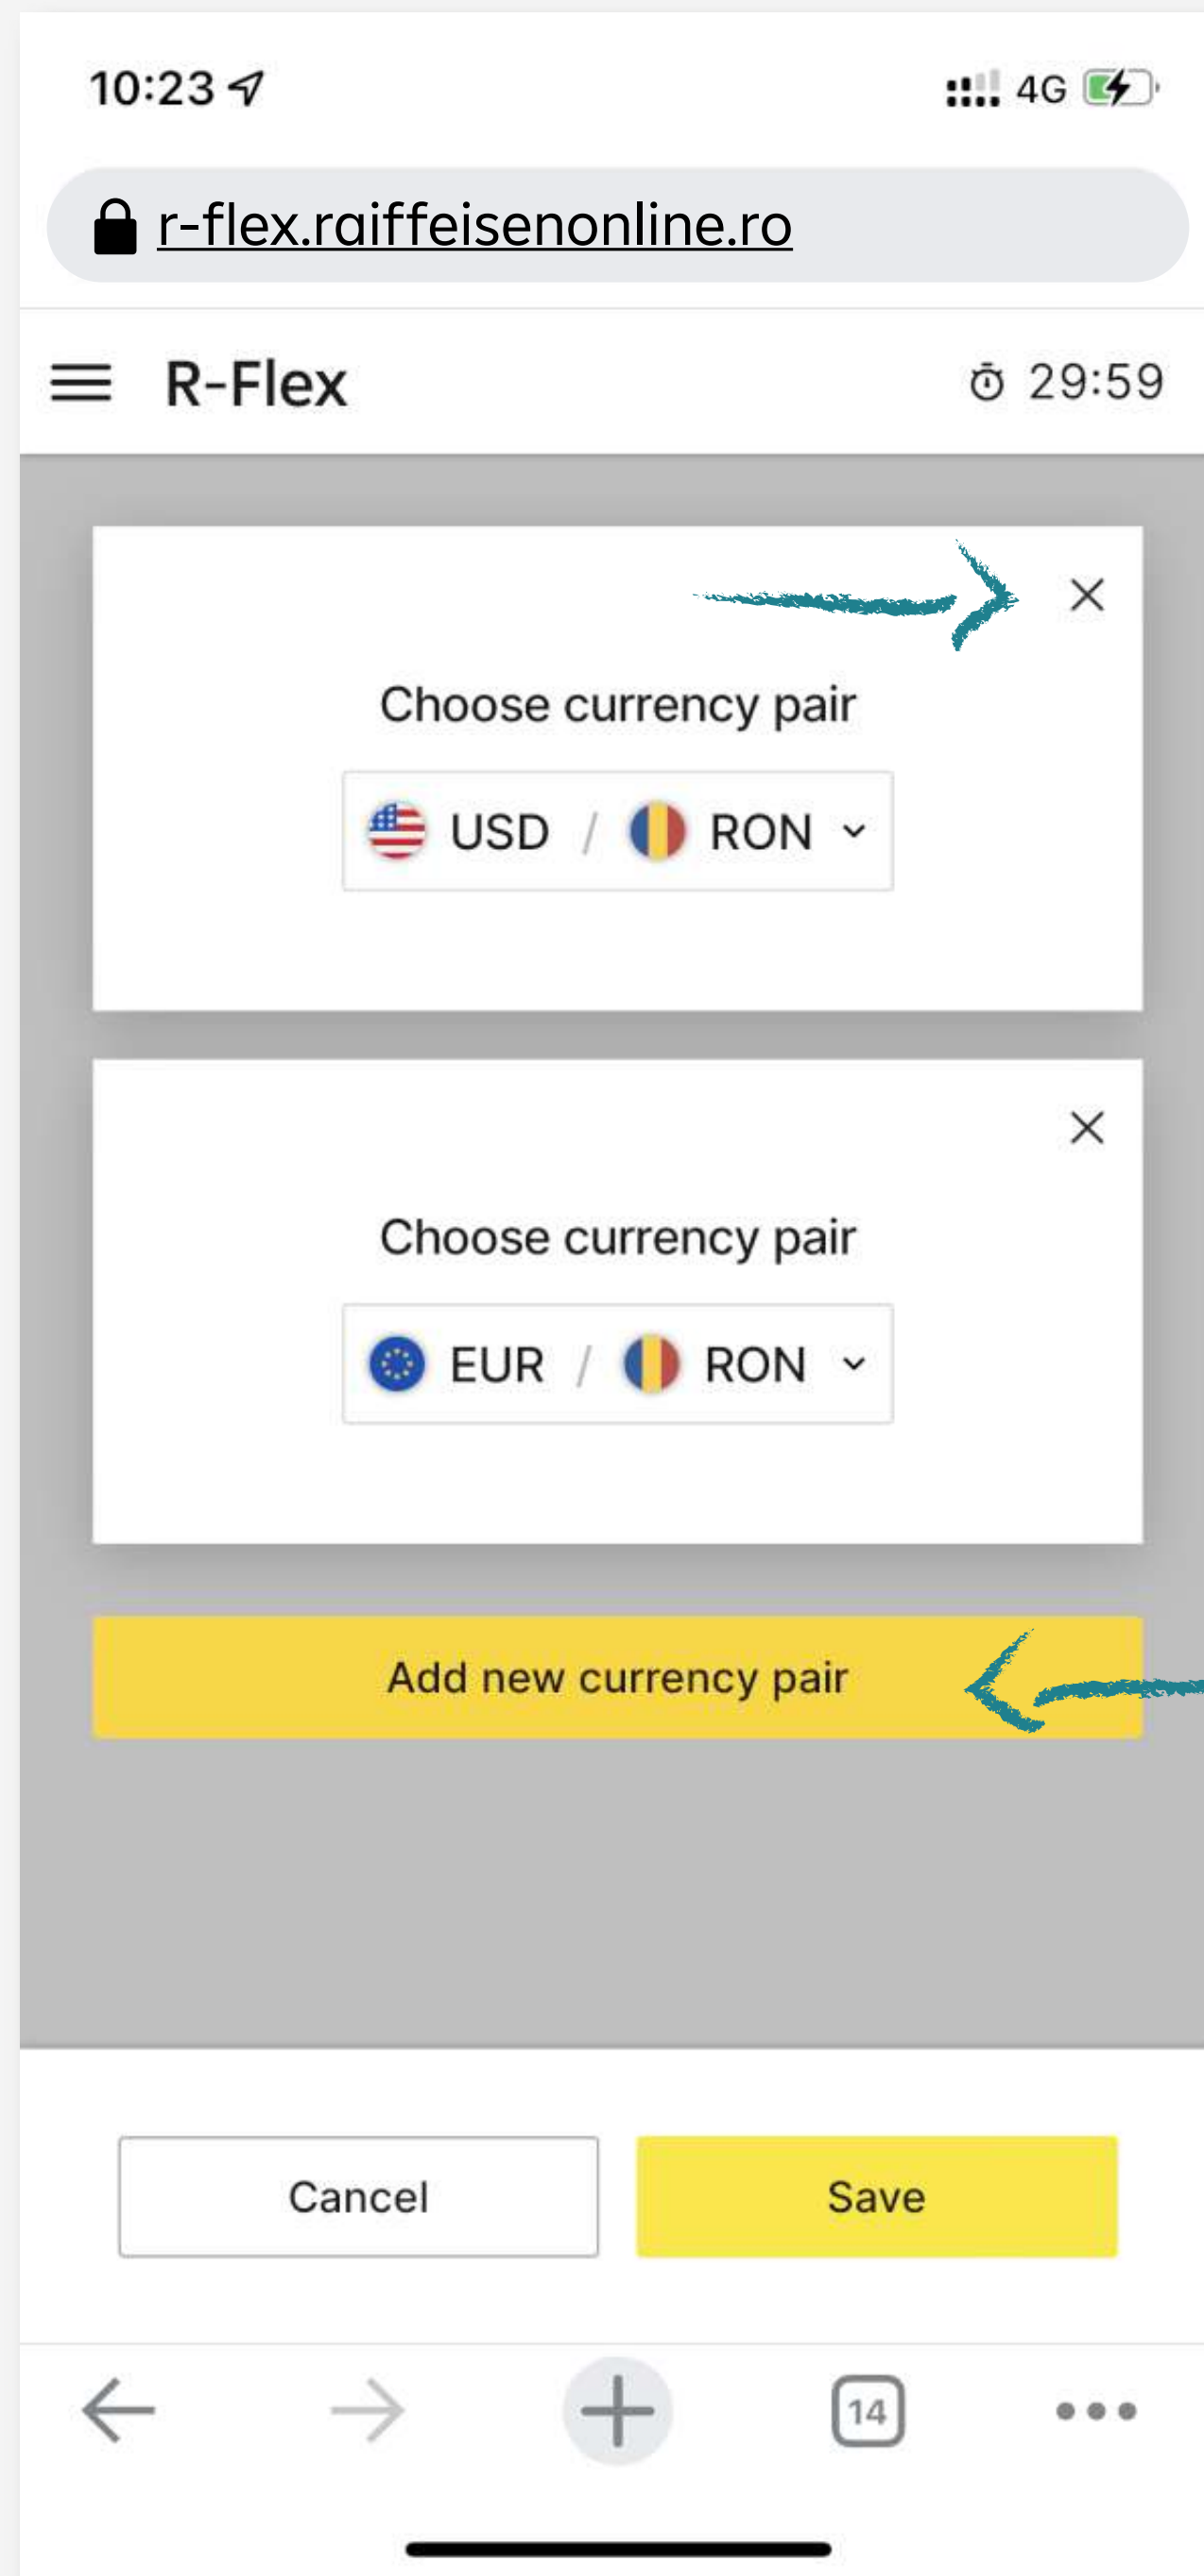 10:23
4G
r-flex.raiffeisenonline.ro
R-Flex
29:59
Choose currency pair
USD / RON
Choose currency pair
EUR / RON
Add new currency pair
Cancel
Save
14